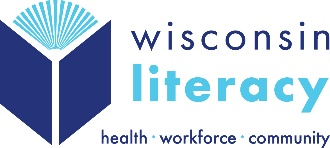 wisconsin
literacy
health · workforce · community